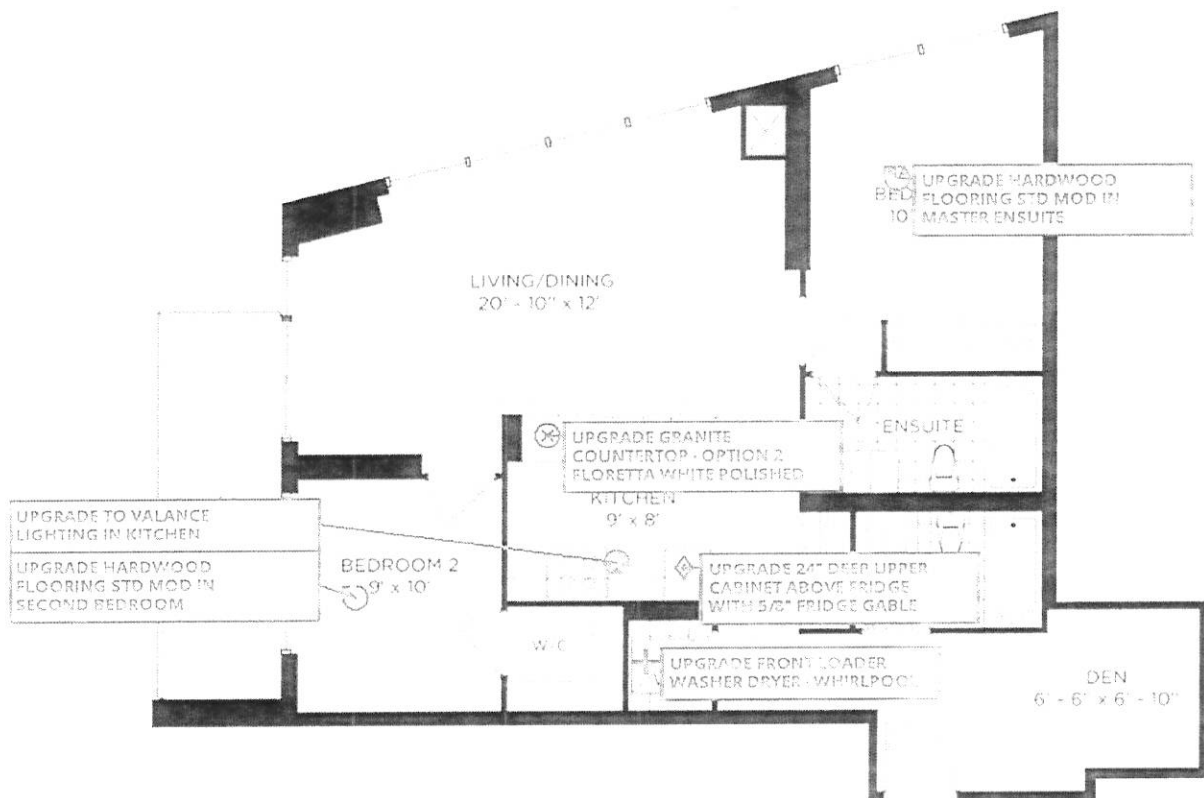 UPGRADE HARDWOOD
FLOORING STD MOD IN
MASTER ENSUITE
BED
10'
LIVING/DINING
20' - 10" x 12'
ENSUITE
UPGRADE GRANITE
COUNTERTOP - OPTION 2
FLORETTA WHITE POLISHED
KITCHEN
9' x 8'
UPGRADE TO VALANCE
LIGHTING IN KITCHEN
UPGRADE HARDWOOD
FLOORING STD MOD IN
SECOND BEDROOM
BEDROOM 2
9' x 10'
UPGRADE 24" DEEP UPPER
CABINET ABOVE FRIDGE
WITH 5/8" FRIDGE GABLE
W.I.C
UPGRADE FRONT LOADER
WASHER DRYER - WHIRLPOOL
DEN
6' - 6" x 6' - 10"